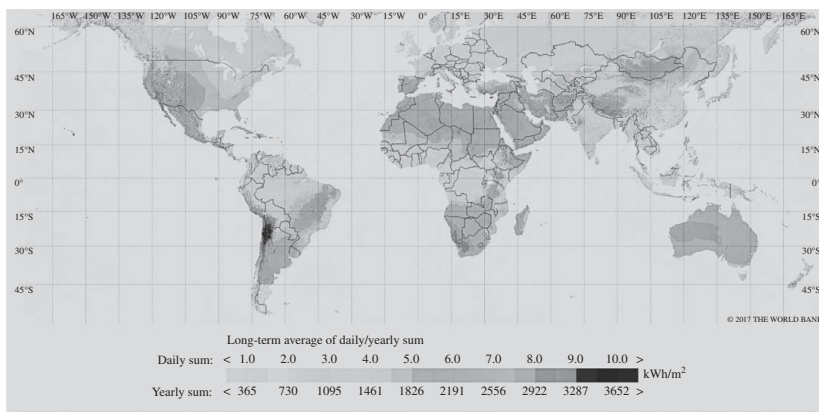 165°W 150°W 135°W 120°W 105°W 90°W 75°W 60°W 45°W 30°W 15°W 0° 15°E 30°E 45°E 60°E 75°E 90°E 105°E 120°E 135°E 150°E 165°E
60°N 60°N
45°N 45°N
30°N 30°N
15°N 15°N
0° 0°
15°S 15°S
30°S 30°S
45°S 45°S
© 2017 THE WORLD BANK
Long-term average of daily/yearly sum
Daily sum: < 1.0 2.0 3.0 4.0 5.0 6.0 7.0 8.0 9.0 10.0 >
kWh/m²
Yearly sum: < 365 730 1095 1461 1826 2191 2556 2922 3287 3652 >